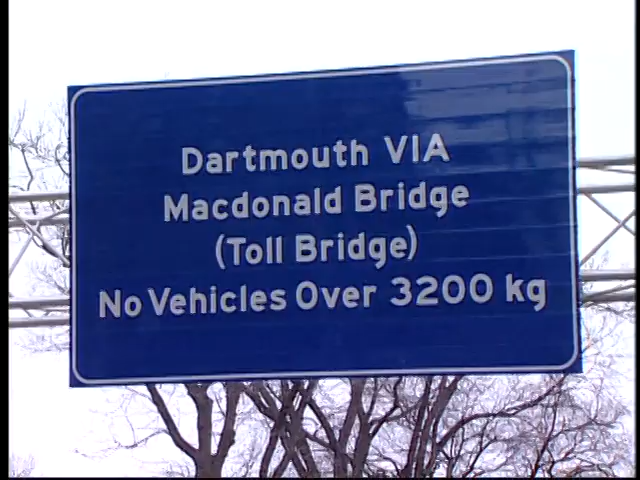 Dartmouth VIA
Macdonald Bridge
(Toll Bridge)
No Vehicles Over 3200 kg